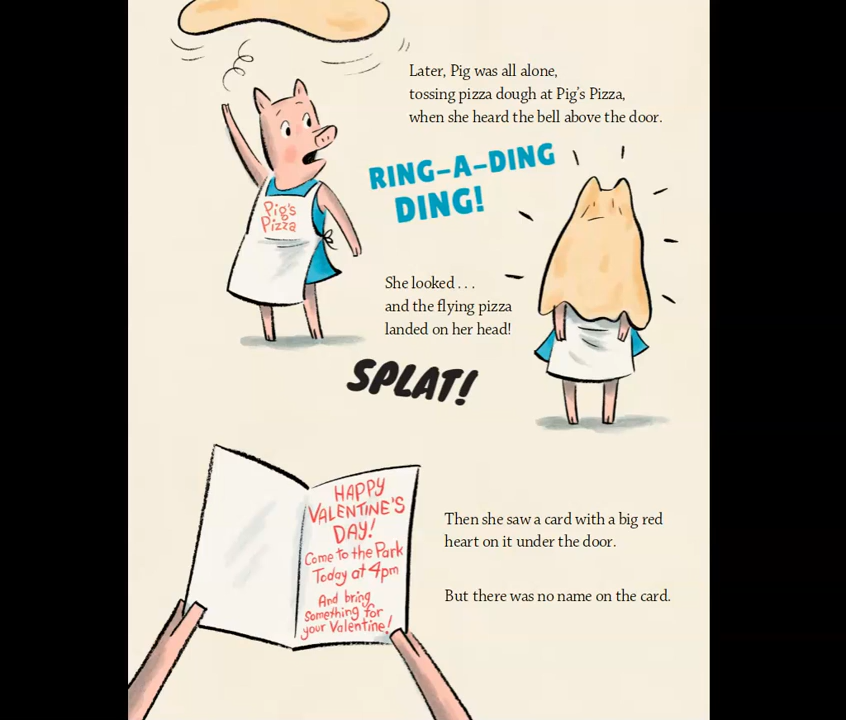 Later, Pig was all alone,
tossing pizza dough at Pig's Pizza,
when she heard the bell above the door.
RING-A-DING
DING!
Pig's
Pizza
She looked . . .
and the flying pizza
landed on her head!
SPLAT!
HAPPY
VALENTINE'S
DAY!
Come to the Park
Today at 4pm
And bring
something for
your Valentine!
Then she saw a card with a big red
heart on it under the door.
But there was no name on the card.